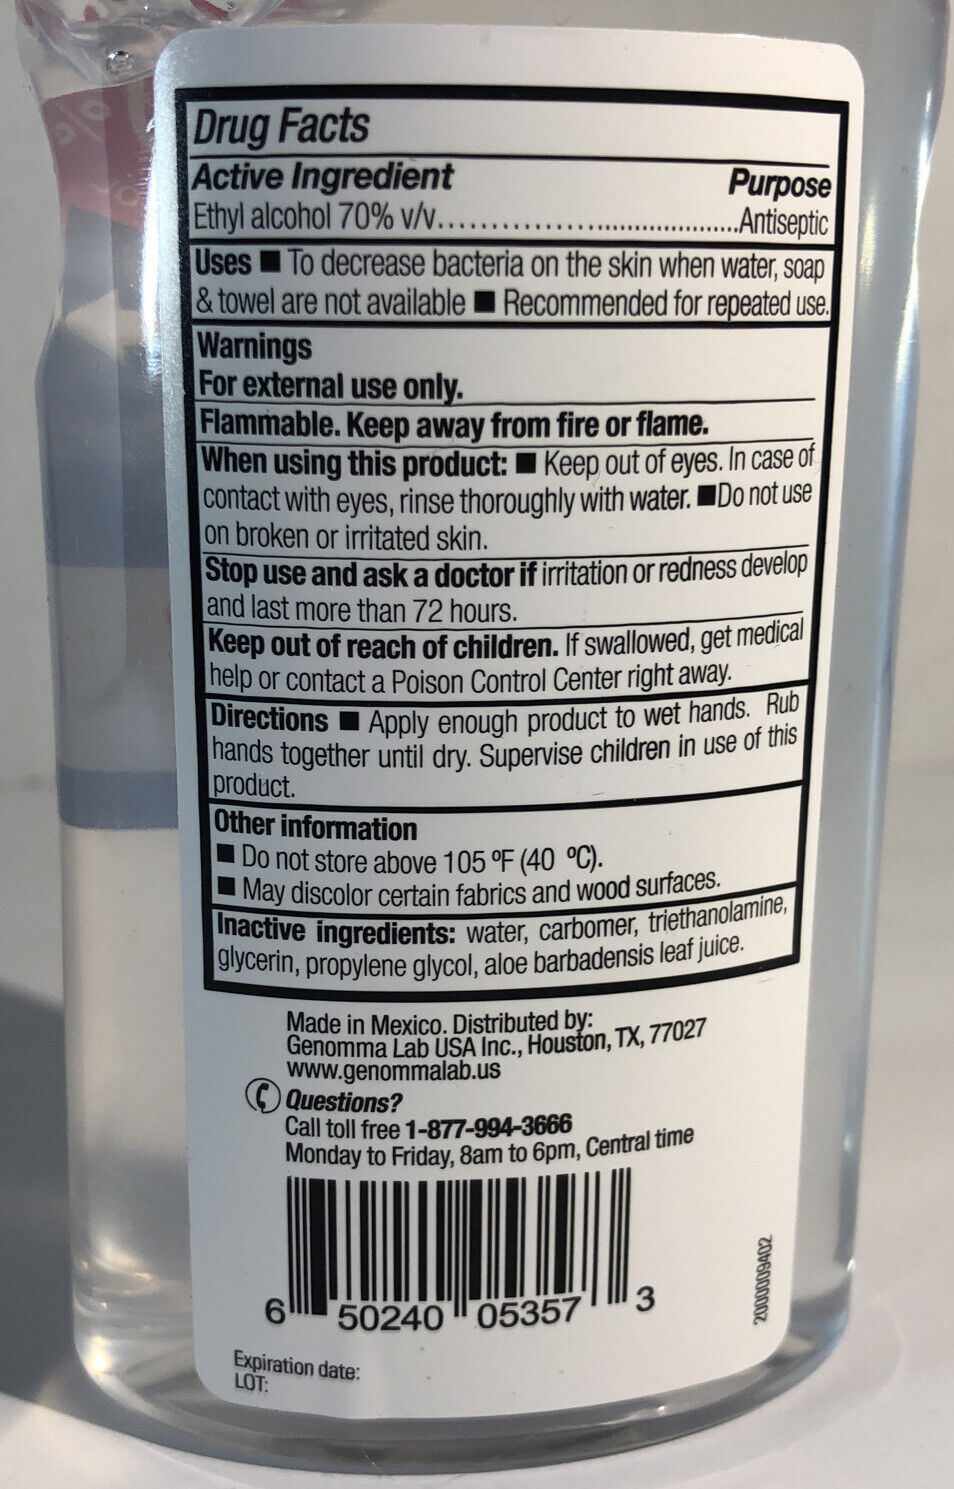 Drug Facts
Active Ingredient Purpose
Ethyl alcohol 70% v/v......................................Antiseptic
Uses ■ To decrease bacteria on the skin when water, soap
& towel are not available ■ Recommended for repeated use.
Warnings
For external use only.
Flammable. Keep away from fire or flame.
When using this product: ■ Keep out of eyes. In case of
contact with eyes, rinse thoroughly with water. ■Do not use
on broken or irritated skin.
Stop use and ask a doctor if irritation or redness develop
and last more than 72 hours.
Keep out of reach of children. If swallowed, get medical
help or contact a Poison Control Center right away.
Directions ■ Apply enough product to wet hands. Rub
hands together until dry. Supervise children in use of this
product.
Other information
■ Do not store above 105 ºF (40 ºC).
■ May discolor certain fabrics and wood surfaces.
Inactive ingredients: water, carbomer, triethanolamine,
glycerin, propylene glycol, aloe barbadensis leaf juice.
Made in Mexico. Distributed by:
Genomma Lab USA Inc., Houston, TX, 77027
www.genommalab.us
Questions?
Call toll free 1-877-994-3666
Monday to Friday, 8am to 6pm, Central time
6 50240 05357 3
2000009402
Expiration date:
LOT: